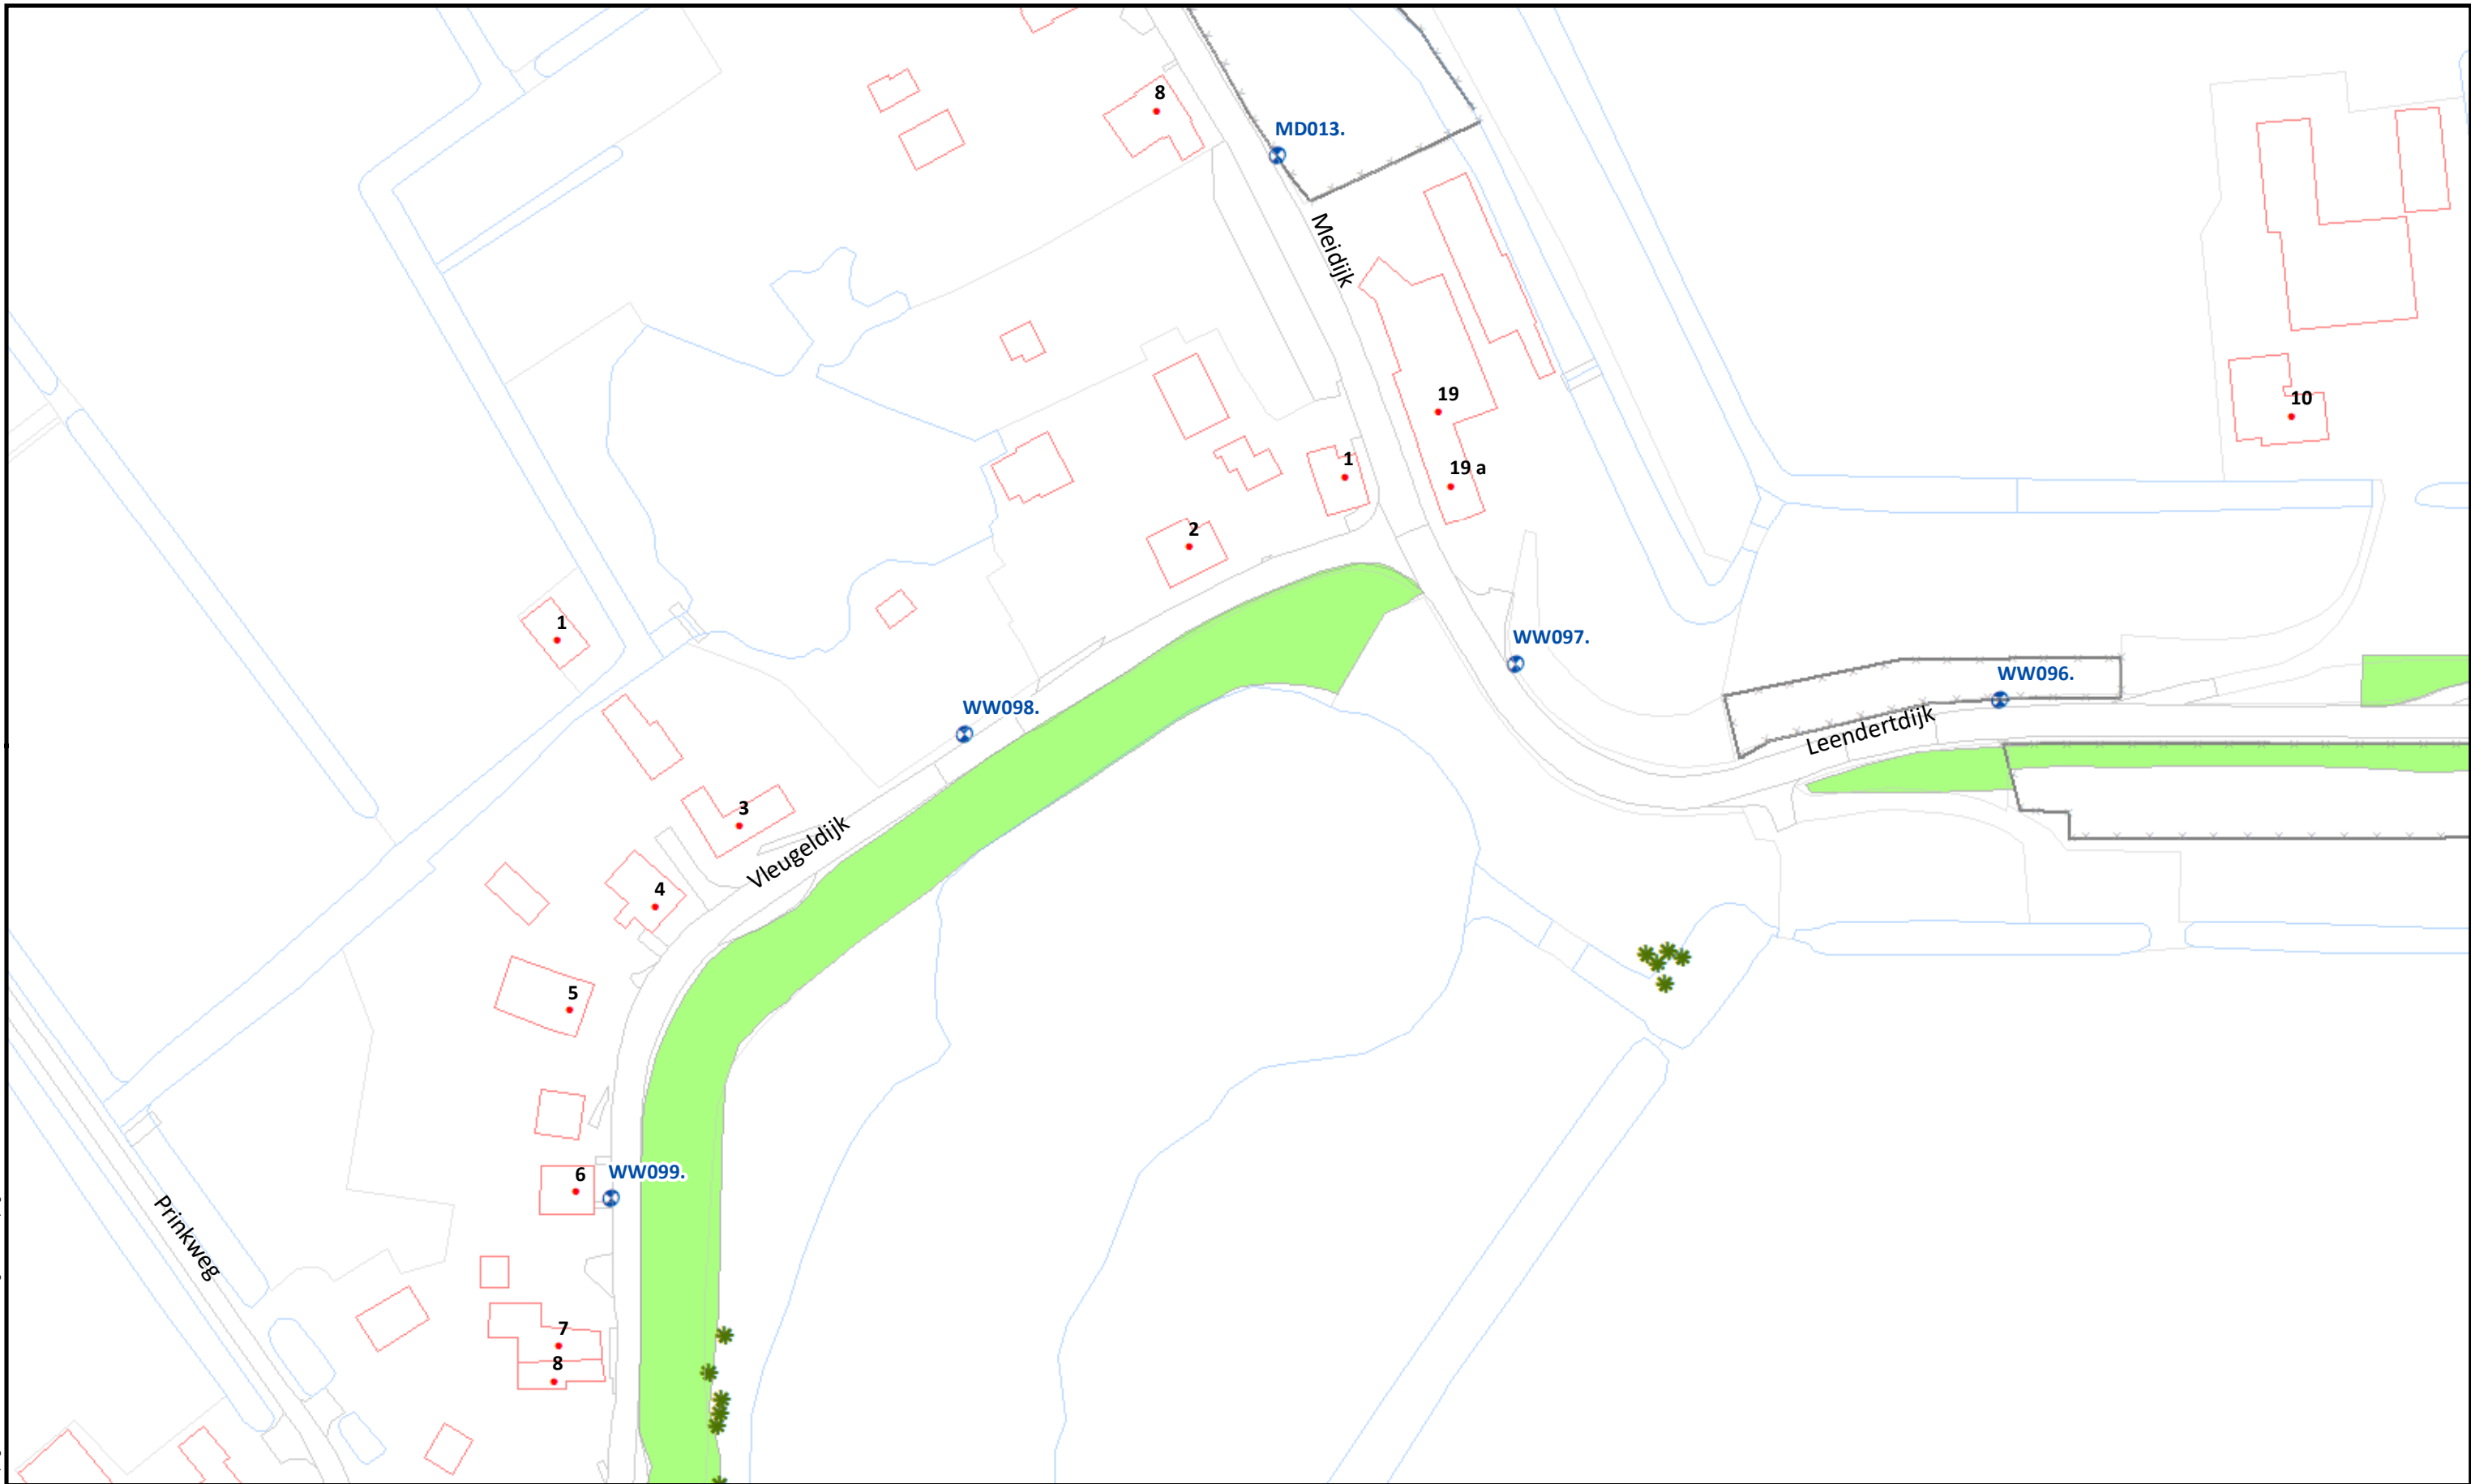 8
MD013.
Meidijk
19
10
1
19 a
2
1
WW097.
WW096.
WW098.
Leendertdijk
3
Vleugeldijk
4
5
6
WW099.
Prinkweg
7
8